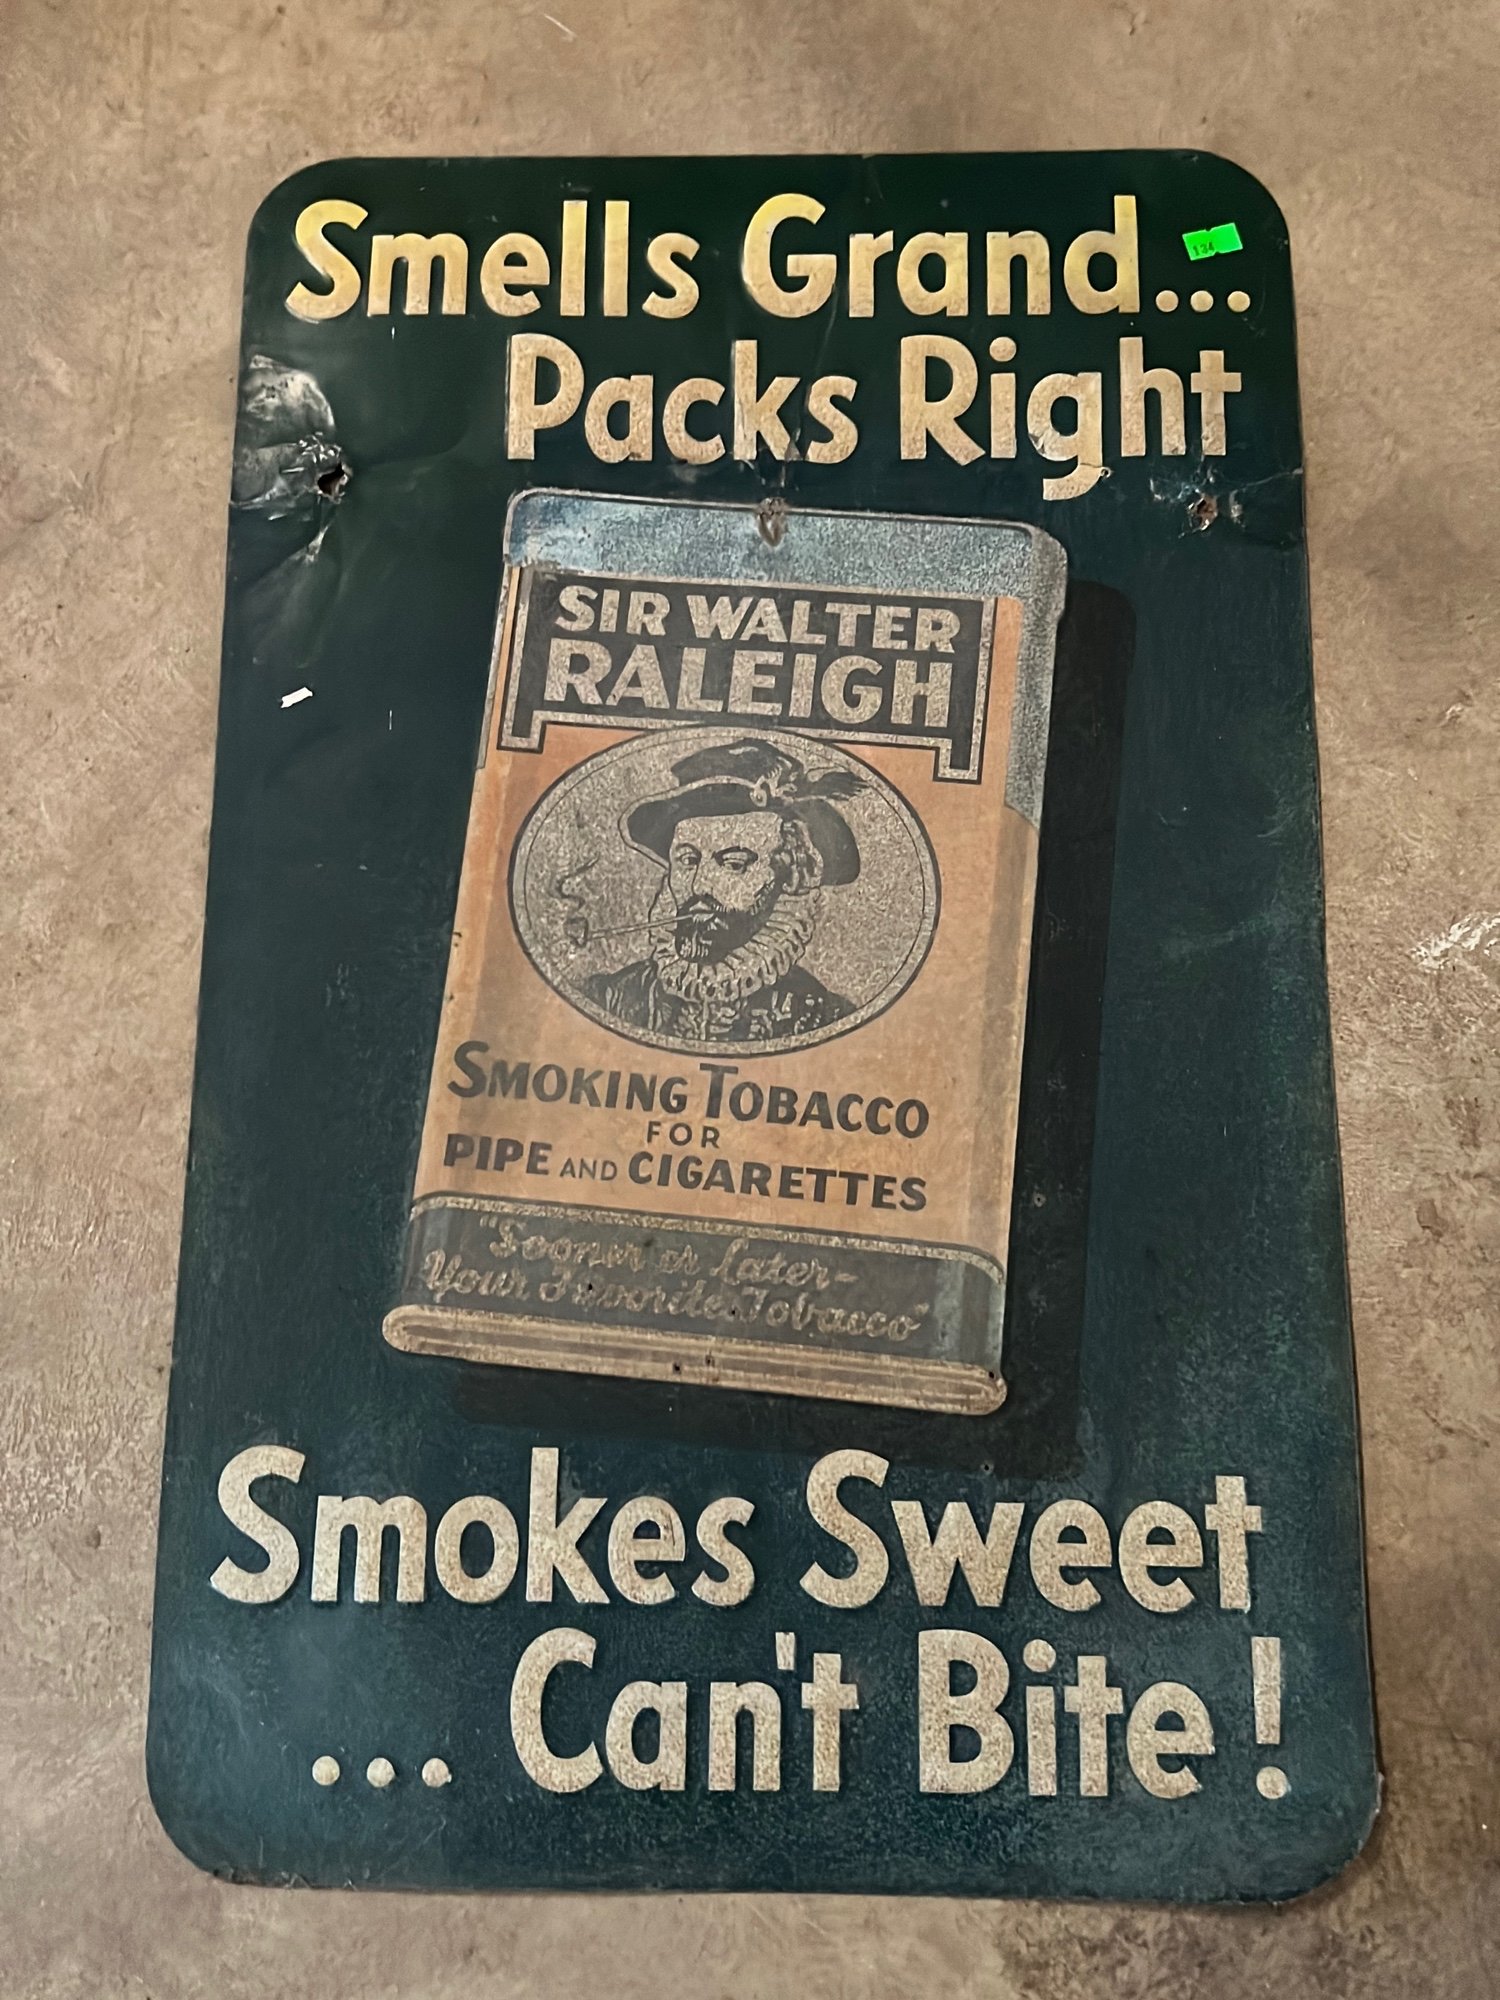 Smells Grand...
134
Packs Right
SIR WALTER
RALEIGH
SMOKING TOBACCO
FOR
PIPE AND CIGARETTES
"Sooner or Later-
Your Favorite Tobacco"
Smokes Sweet
... Can't Bite!